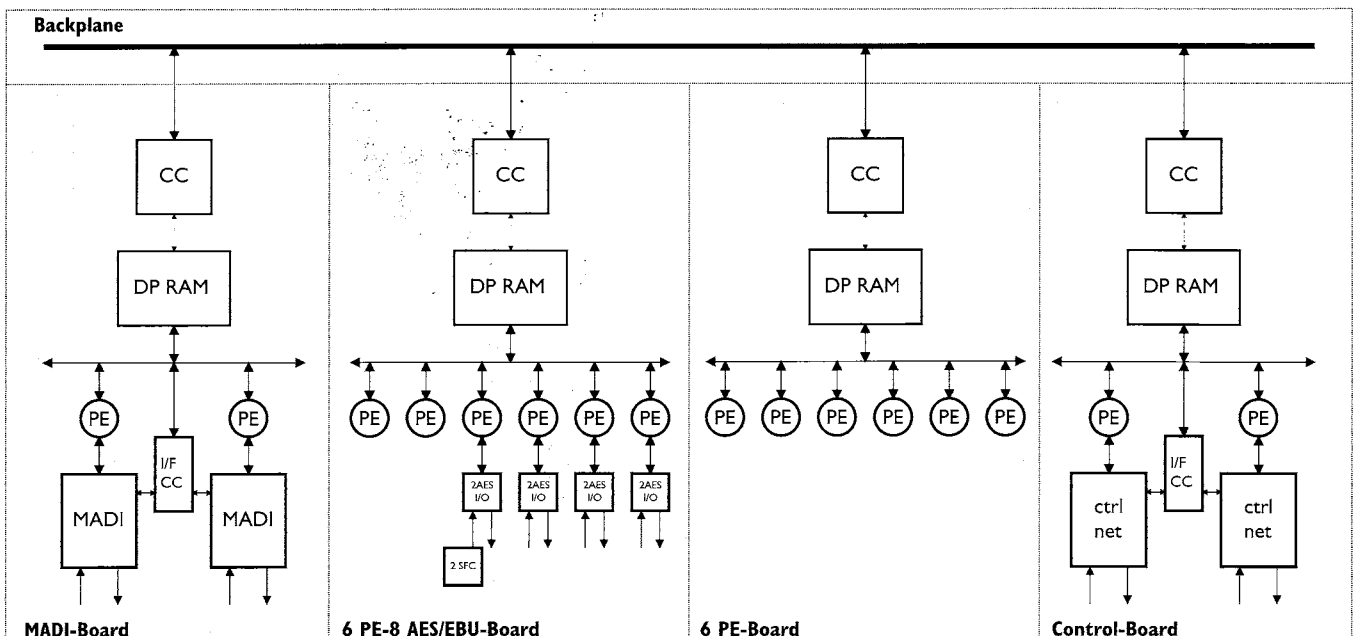 Backplane
CC CC CC CC
DP RAM DP RAM DP RAM DP RAM
PE PE PE PE PE PE PE PE PE PE PE PE PE PE PE PE
I/F CC I/F CC
2AES I/O 2AES I/O 2AES I/O 2AES I/O
MADI MADI ctrl net ctrl net
2 SFC
MADI-Board 6 PE-8 AES/EBU-Board 6 PE-Board Control-Board